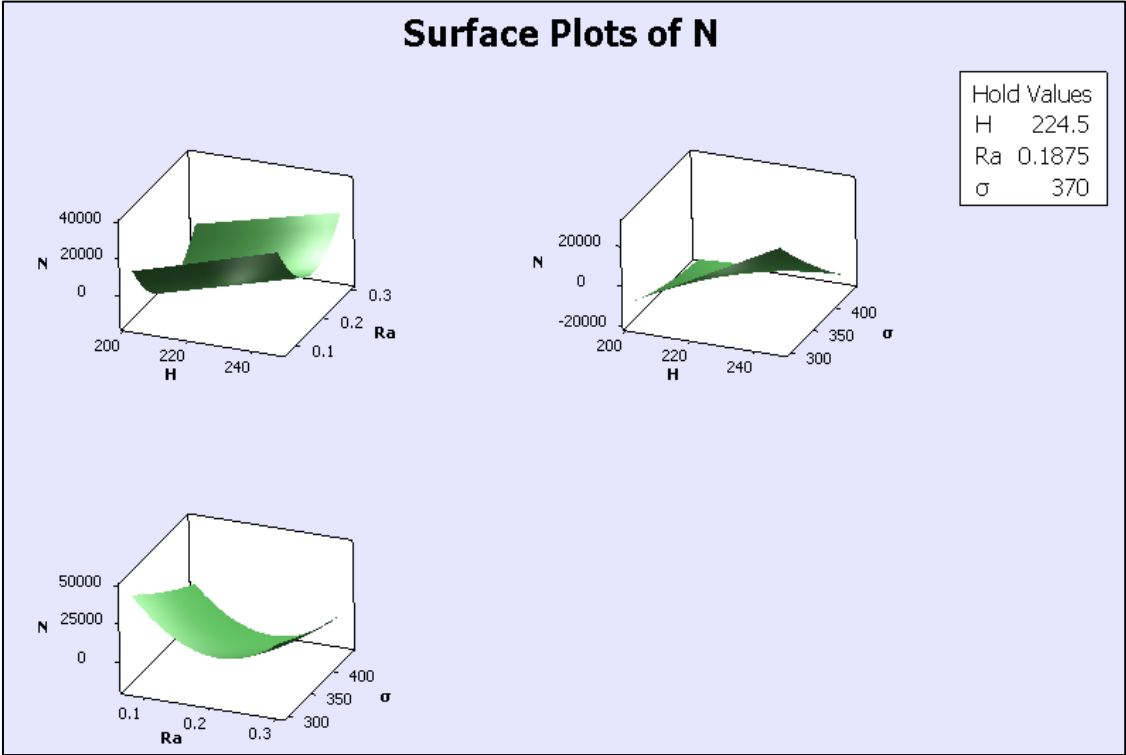 Surface Plots of N
Hold Values
H 224.5
Ra 0.1875
σ 370
40000
20000
N
0
200
220
240
H
0.1
0.2
0.3
Ra
20000
N
0
-20000
200
220
240
H
300
350
400
σ
50000
25000
N
0
0.1
0.2
0.3
Ra
300
350
400
σ